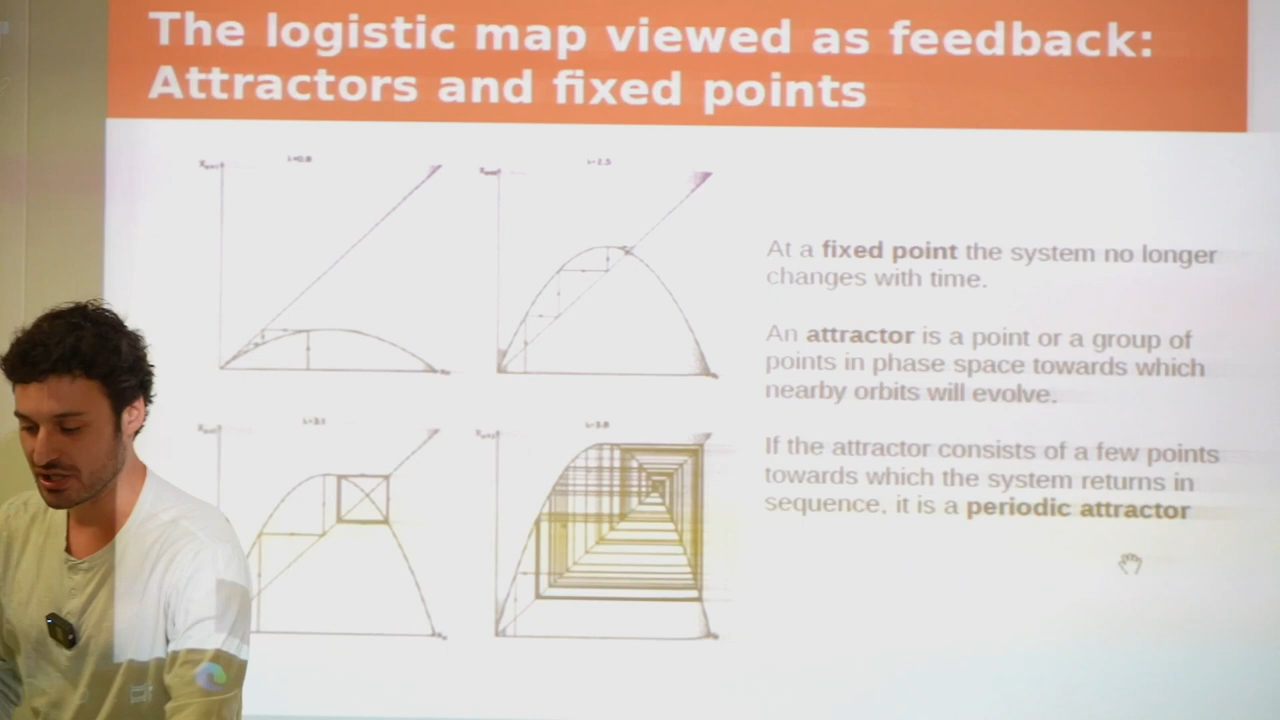 The logistic map viewed as feedback:
Attractors and fixed points
At a fixed point the system no longer
changes with time.
An attractor is a point or a group of
points in phase space towards which
nearby orbits will evolve.
If the attractor consists of a few points
towards which the system returns in
sequence, it is a periodic attractor